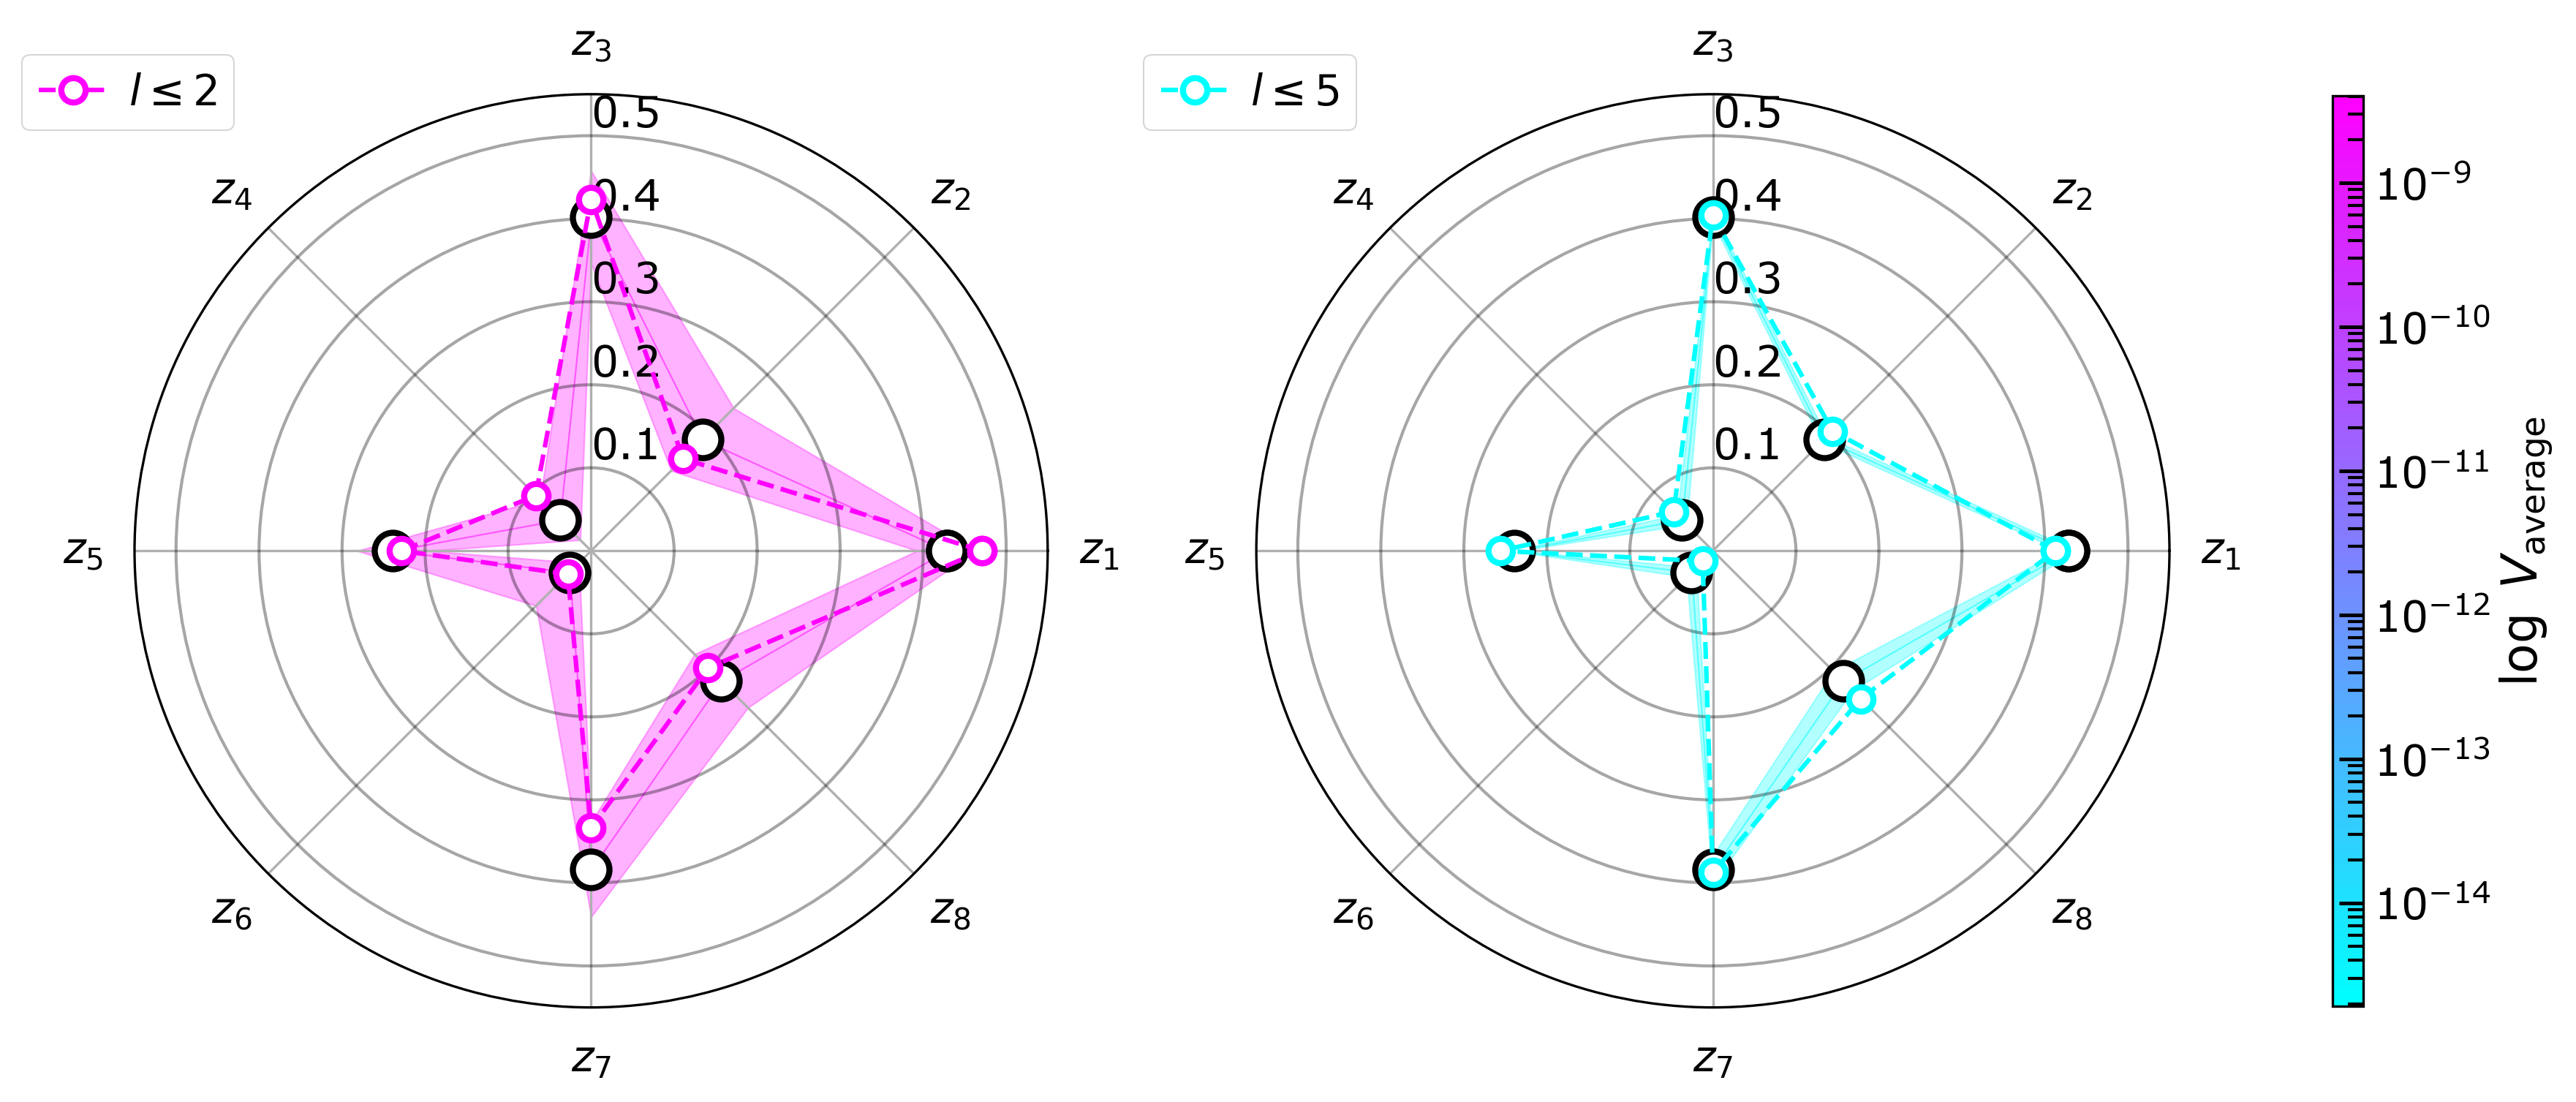 l ≤ 2
z₃
0.5
0.4
0.3
0.2
0.1
z₄
z₂
z₅
z₁
z₆
z₈
z₇
l ≤ 5
z₃
0.5
0.4
0.3
0.2
0.1
z₄
z₂
z₅
z₁
z₆
z₈
z₇
10⁻⁹
10⁻¹⁰
10⁻¹¹
10⁻¹²
10⁻¹³
10⁻¹⁴
log V_average